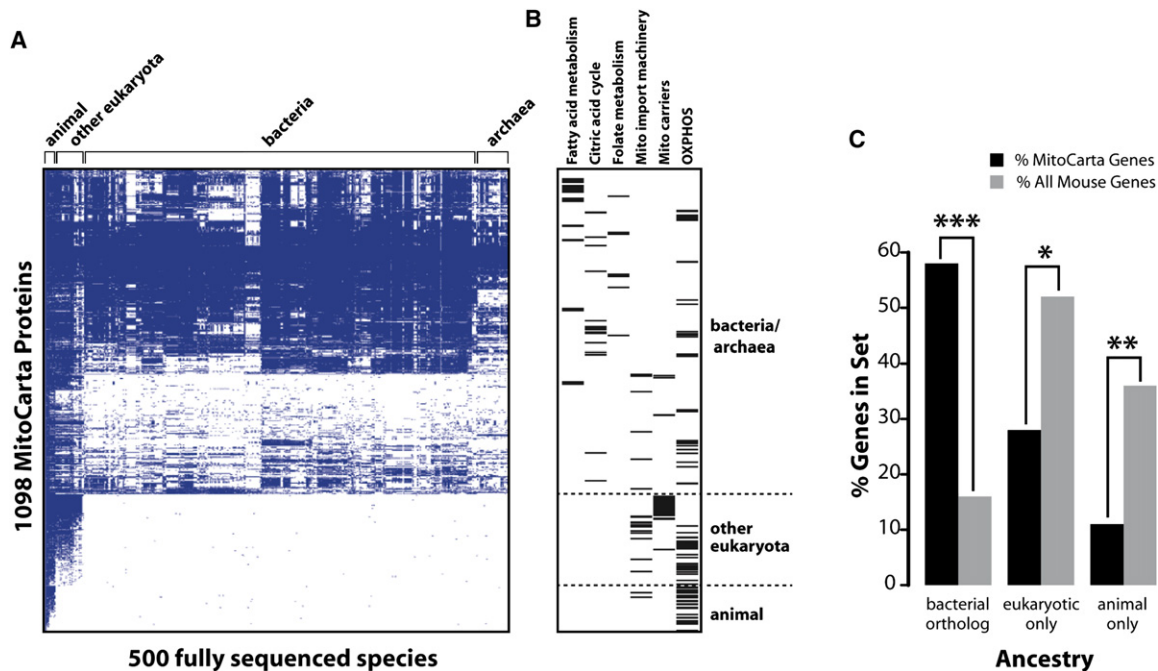 A
animal
other eukaryota
bacteria
archaea
1098 MitoCarta Proteins
500 fully sequenced species
B
Fatty acid metabolism
Citric acid cycle
Folate metabolism
Mito import machinery
Mito carriers
OXPHOS
bacteria/
archaea
other
eukaryota
animal
C
% MitoCarta Genes
% All Mouse Genes
% Genes in Set
60
50
40
30
20
10
0
***
*
**
bacterial
ortholog
eukaryotic
only
animal
only
Ancestry